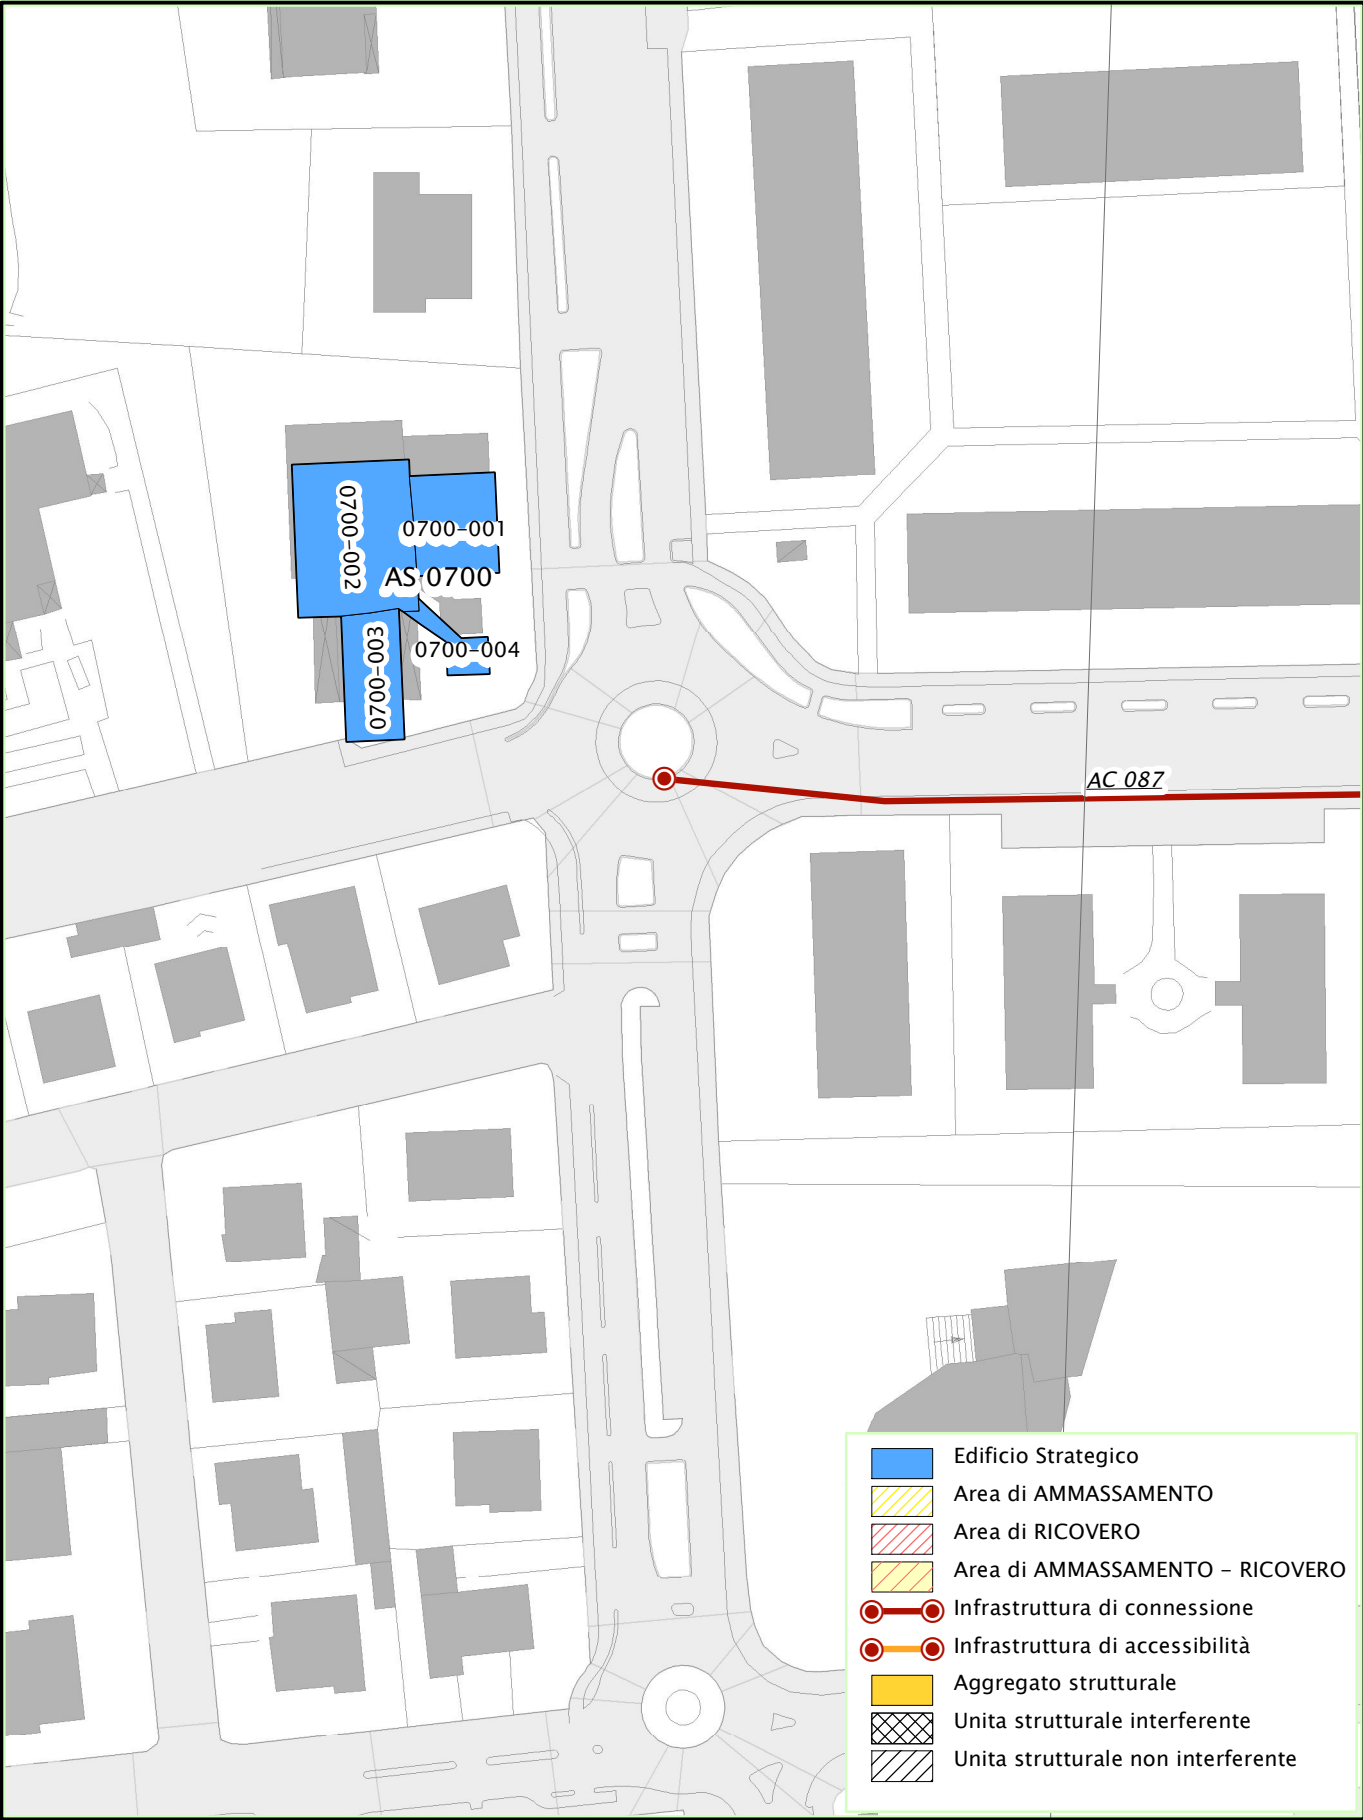 0700-002
0700-001
AS 0700
0700-003
0700-004
AC 087
Edificio Strategico
Area di AMMASSAMENTO
Area di RICOVERO
Area di AMMASSAMENTO - RICOVERO
Infrastruttura di connessione
Infrastruttura di accessibilità
Aggregato strutturale
Unita strutturale interferente
Unita strutturale non interferente